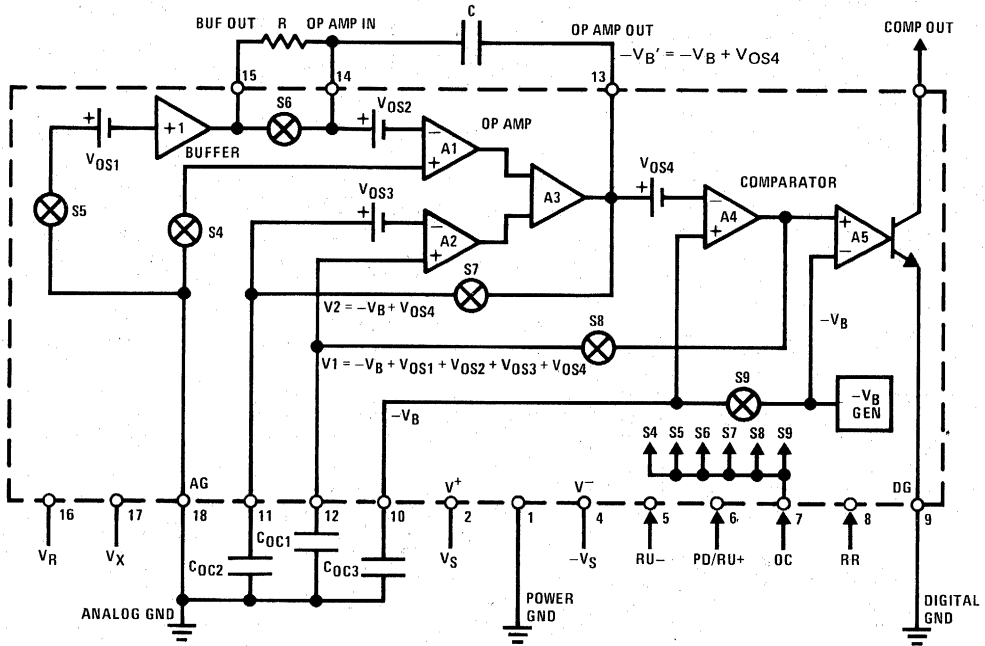 BUF OUT R OP AMP IN C OP AMP OUT COMP OUT
−VB' = −VB + VOS4
15 14 13
S6
+ VOS2
+ +1 − OP AMP
BUFFER A1
VOS1 + VOS4
VOS3 A3 + − COMPARATOR
S5 + − A4 +
S4 A2 + A5
+ S7 −
V2 = −VB + VOS4 −VB
S8
V1 = −VB + VOS1 + VOS2 + VOS3 + VOS4
S9
−VB −VB
GEN
S4 S5 S6 S7 S8 S9
AG V+ V− DG
16 17 18 11 12 10 2 1 4 5 6 7 8 9
VR VX COC2 COC1 COC3 VS −VS RU− PD/RU+ OC RR
ANALOG GND POWER
GND
DIGITAL
GND